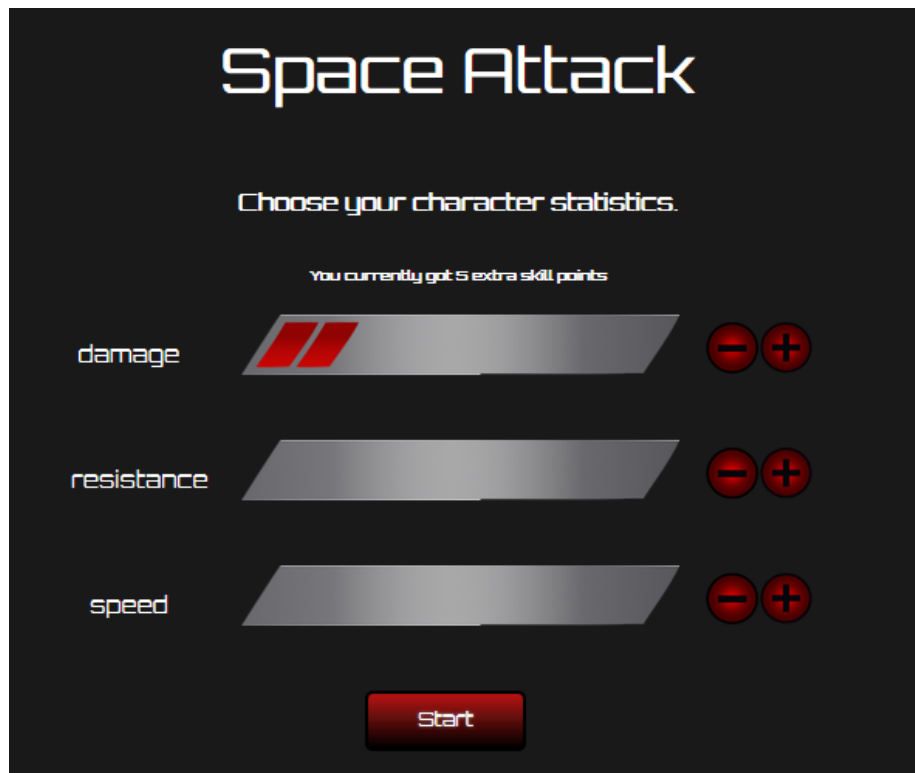 Space Attack
Choose your character statistics.
You currently got 5 extra skill points
damage
resistance
speed
Start